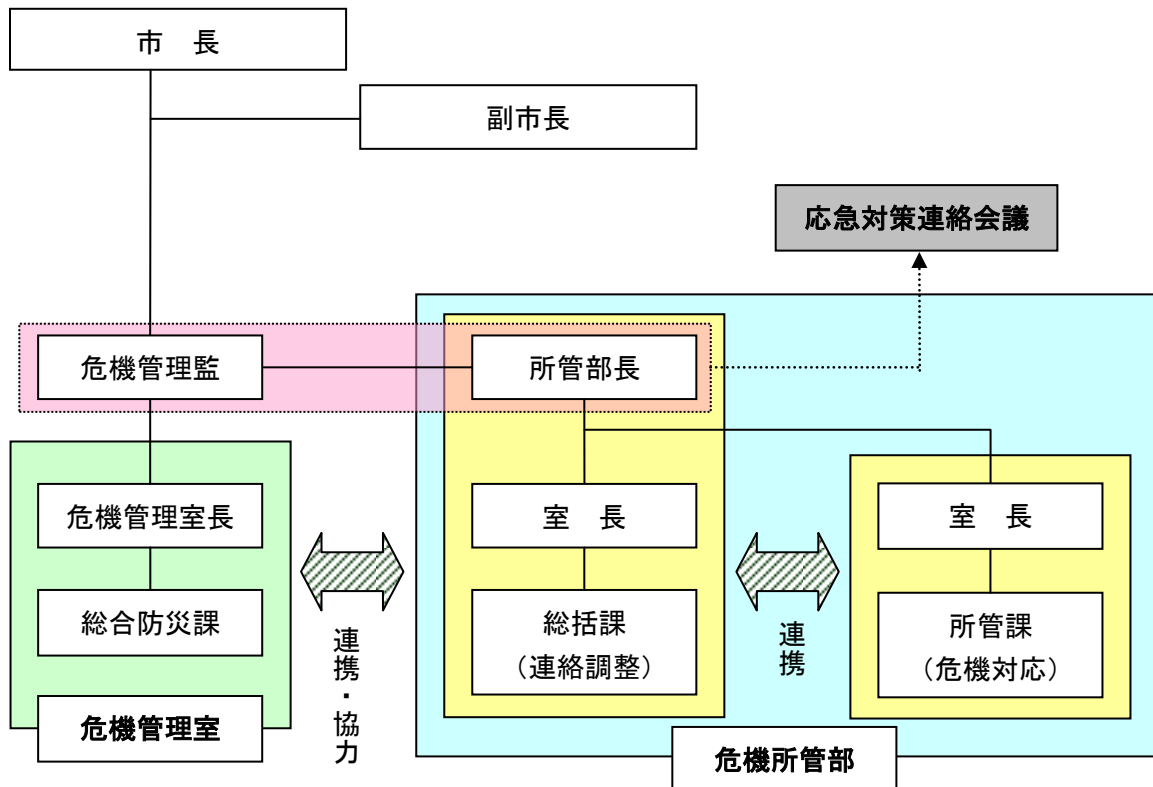 市　長
副市長
応急対策連絡会議
危機管理監
所管部長
危機管理室長
総合防災課
危機管理室
連携・協力
室　長
総括課
（連絡調整）
連携
室　長
所管課
（危機対応）
危機所管部